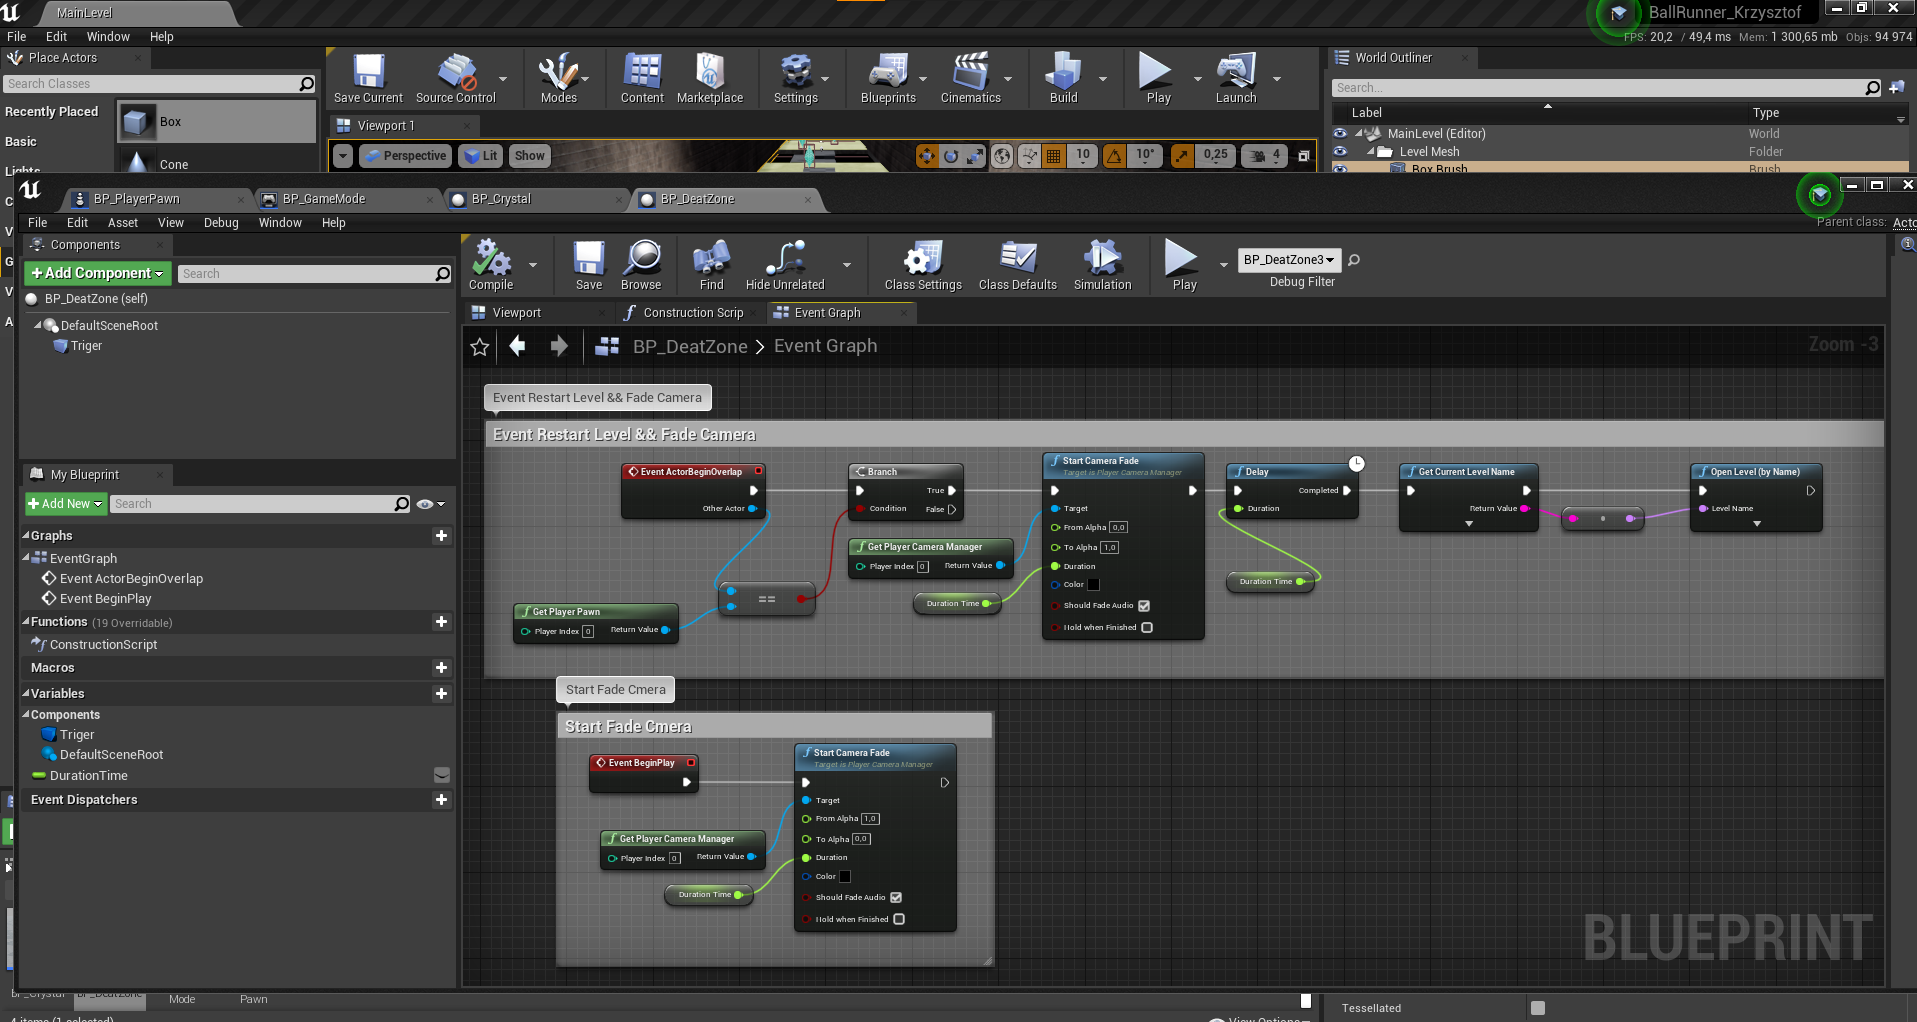 MainLevel
BallRunner_Krzysztof
File Edit Window Help
FPS: 20,2 / 49,4 ms Mem: 1 300,65 mb Objs: 94 974
Place Actors
World Outliner
Search Classes
Save Current Source Control Modes Content Marketplace Settings Blueprints Cinematics Build Play Launch
Search...
Recently Placed
Box
Label Type
Basic
Viewport 1
MainLevel (Editor) World
Cone
Perspective Lit Show 10 10° 0,25 4
Level Mesh Folder
Lights
Box Brush Brush
BP_PlayerPawn BP_GameMode BP_Crystal BP_DeatZone
File Edit Asset View Debug Window Help
Parent class: Acto
Components
+Add Component Search
Compile Save Browse Find Hide Unrelated Class Settings Class Defaults Simulation Play
BP_DeatZone3
Debug Filter
BP_DeatZone (self)
DefaultSceneRoot
Triger
Viewport Construction Scrip Event Graph
BP_DeatZone > Event Graph
Zoom -3
Event Restart Level && Fade Camera
Event Restart Level && Fade Camera
Event ActorBeginOverlap
Other Actor
Branch
True
Condition False
Get Player Camera Manager
Player Index 0 Return Value
Duration Time
Get Player Pawn
Player Index 0 Return Value
==
Start Camera Fade
Target is Player Camera Manager
Target
From Alpha 0,0
To Alpha 1,0
Duration
Color
Should Fade Audio
Hold when Finished
Delay
Completed
Duration
Duration Time
Get Current Level Name
Return Value
Open Level (by Name)
Level Name
Start Fade Cmera
Start Fade Cmera
Event BeginPlay
Get Player Camera Manager
Player Index 0 Return Value
Duration Time
Start Camera Fade
Target is Player Camera Manager
Target
From Alpha 1,0
To Alpha 0,0
Duration
Color
Should Fade Audio
Hold when Finished
BLUEPRINT
My Blueprint
+Add New Search
Graphs
EventGraph
Event ActorBeginOverlap
Event BeginPlay
Functions (19 Overridable)
ConstructionScript
Macros
Variables
Components
Triger
DefaultSceneRoot
DurationTime
Event Dispatchers
BP_Crystal BP_DeatZone Mode Pawn
4 items (1 selected)
View Options
Tessellated